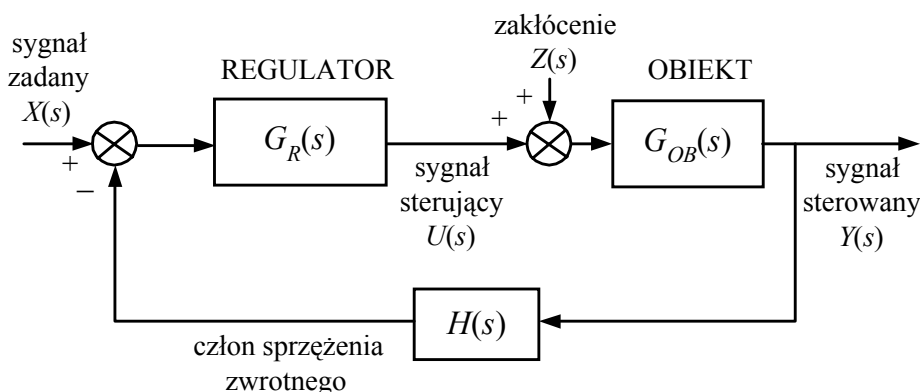 sygnał
zadany
X(s)
+
−
REGULATOR
G_R(s)
sygnał
sterujący
U(s)
zakłócenie
Z(s)
+
+
OBIEKT
G_OB(s)
sygnał
sterowany
Y(s)
H(s)
człon sprzężenia
zwrotnego